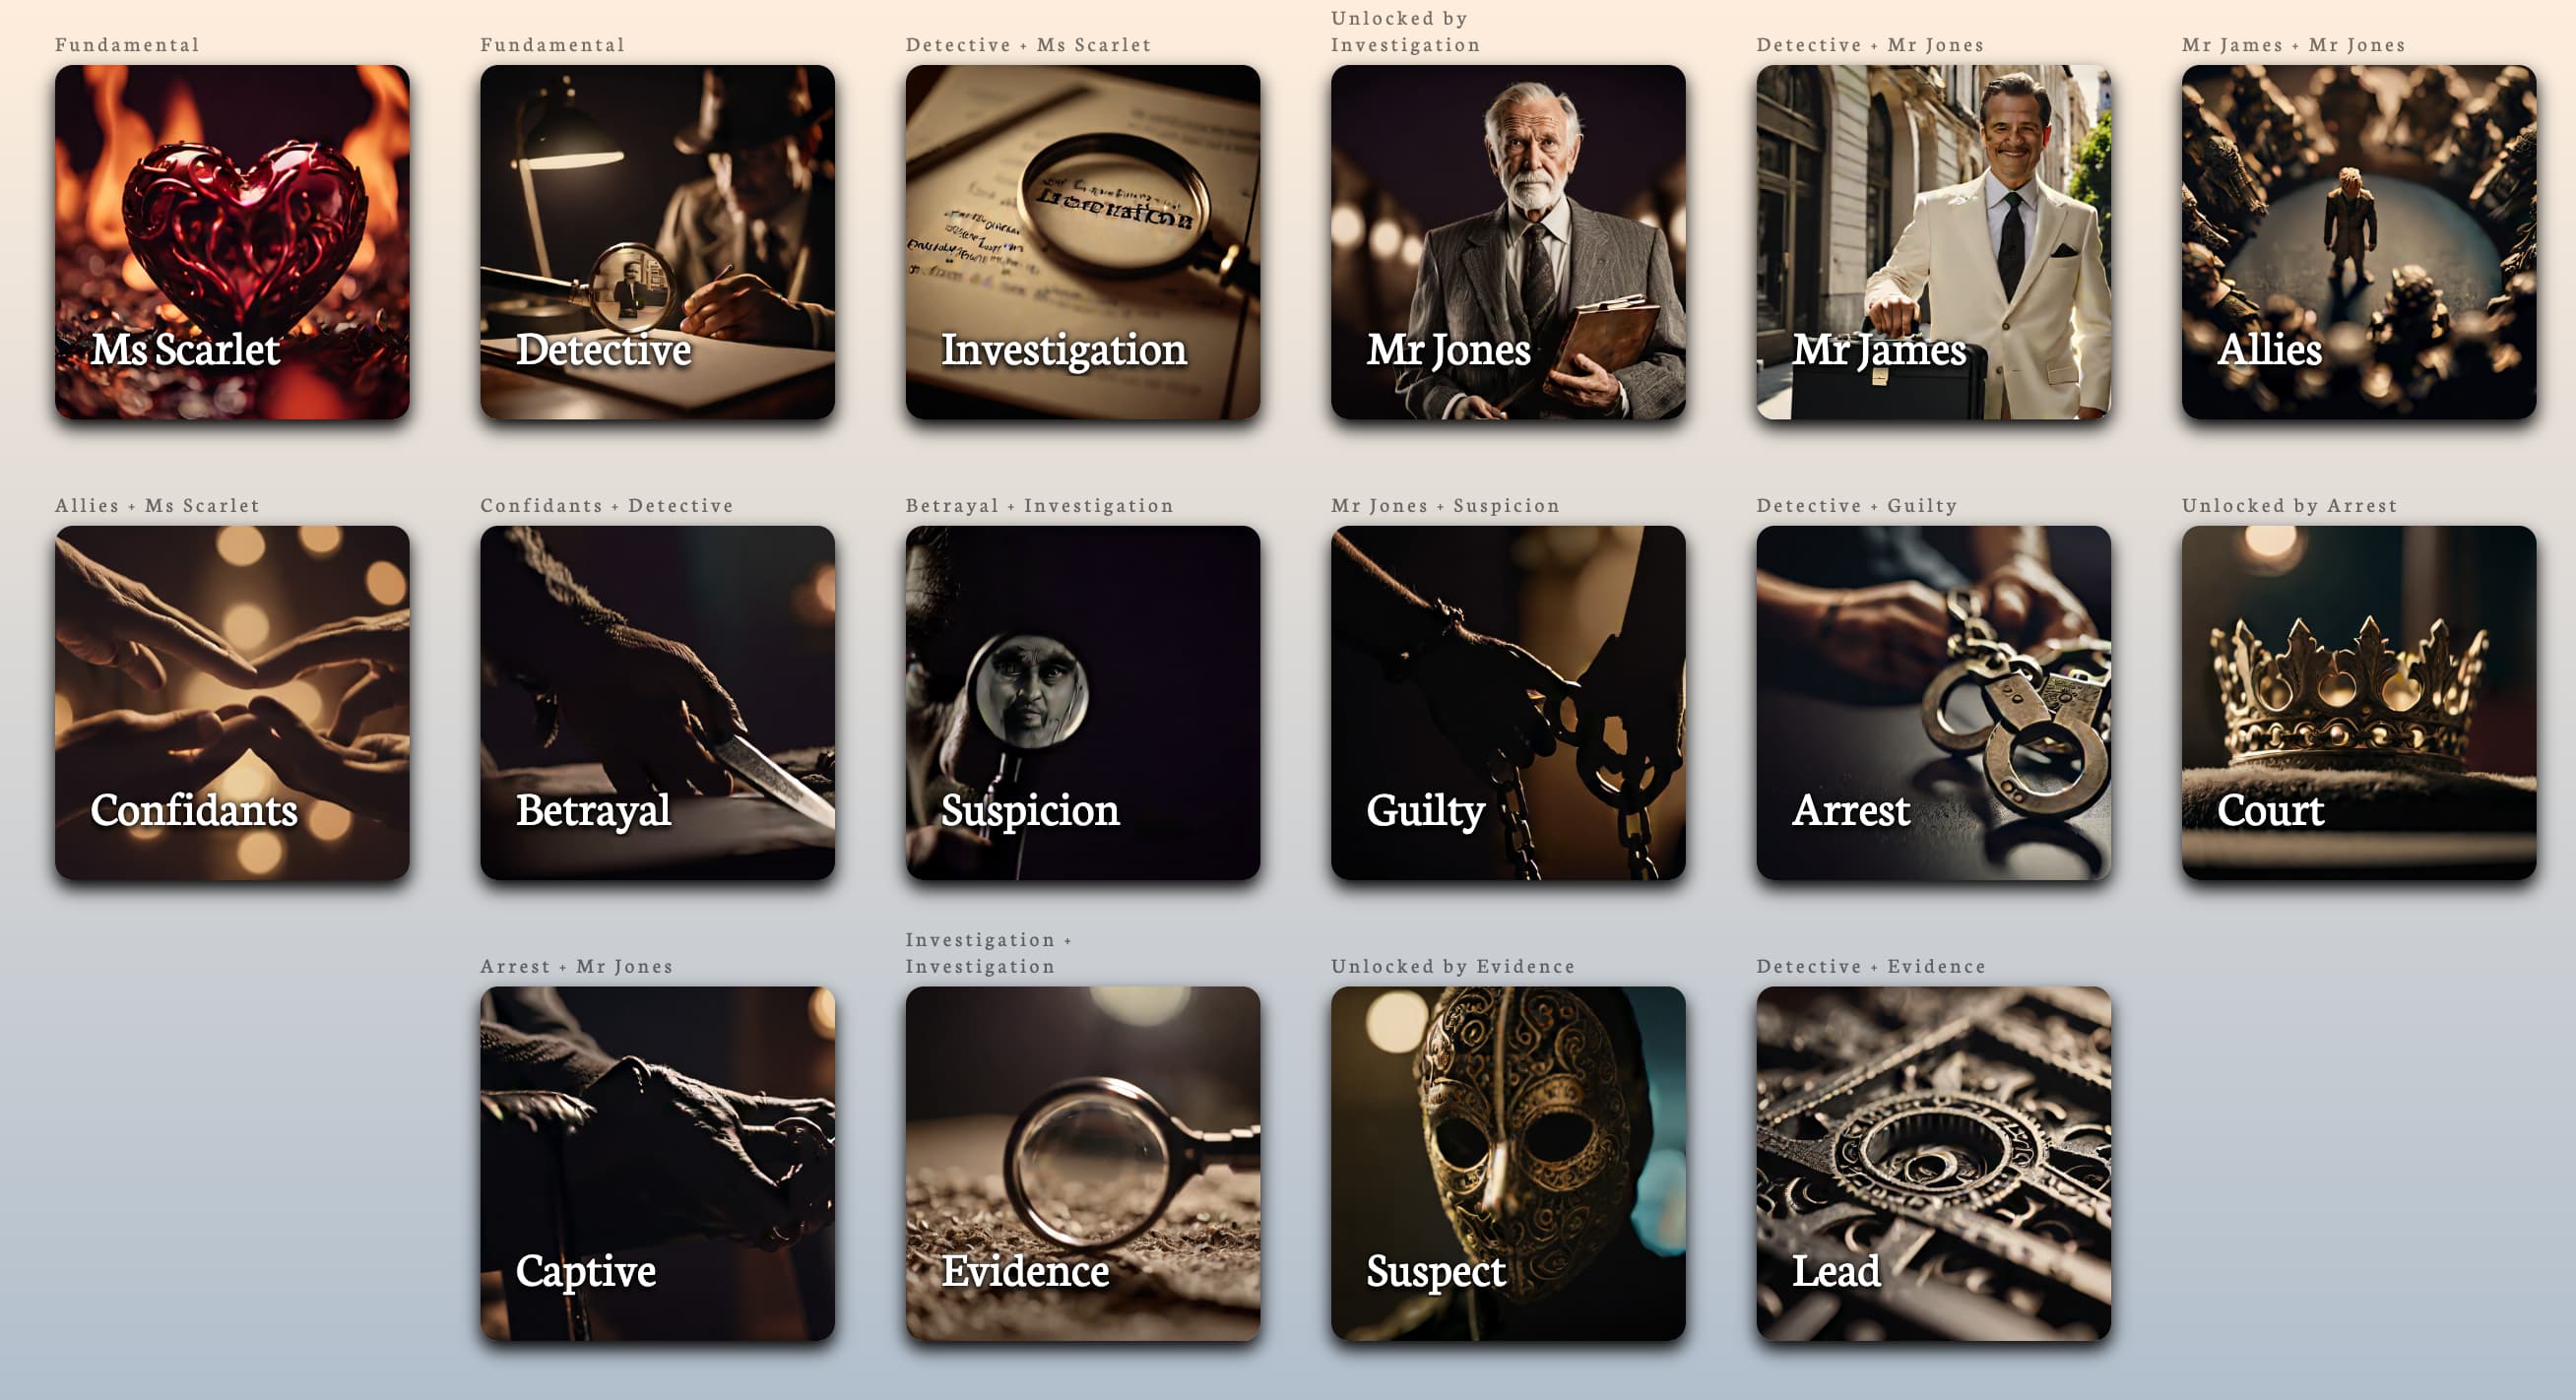 Fundamental
Ms Scarlet
Fundamental
Detective
Detective + Ms Scarlet
Investigation
Unlocked by
Investigation
Mr Jones
Detective + Mr Jones
Mr James
Mr James + Mr Jones
Allies
Allies + Ms Scarlet
Confidants
Confidants + Detective
Betrayal
Betrayal + Investigation
Suspicion
Mr Jones + Suspicion
Guilty
Detective + Guilty
Arrest
Unlocked by Arrest
Court
Arrest + Mr Jones
Captive
Investigation +
Investigation
Evidence
Unlocked by Evidence
Suspect
Detective + Evidence
Lead